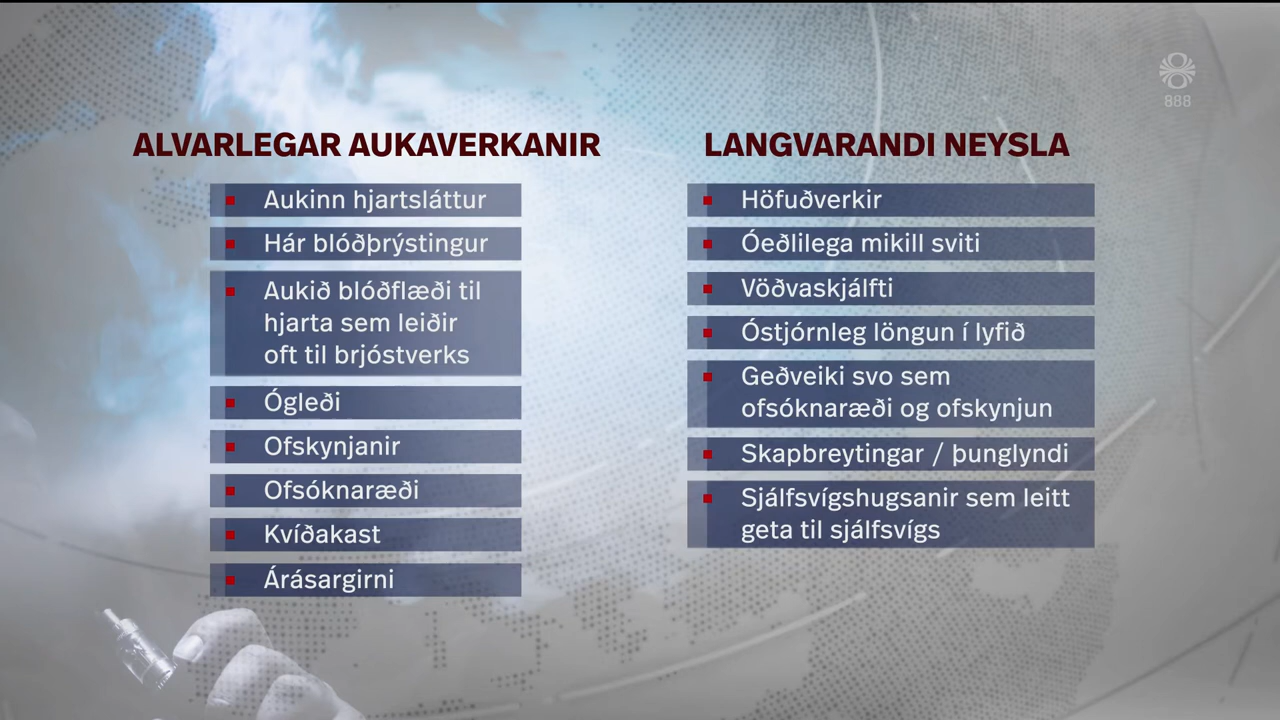 888
ALVARLEGAR AUKAVERKANIR
Aukinn hjartsláttur
Hár blóðþrýstingur
Aukið blóðflæði til
hjarta sem leiðir
oft til brjóstverks
Ógleði
Ofskynjanir
Ofsóknaræði
Kvíðakast
Árásargirni
LANGVARANDI NEYSLA
Höfuðverkir
Óeðlilega mikill sviti
Vöðvaskjálfti
Óstjórnleg löngun í lyfið
Geðveiki svo sem
ofsóknaræði og ofskynjun
Skapbreytingar / þunglyndi
Sjálfsvígshugsanir sem leitt
geta til sjálfsvígs